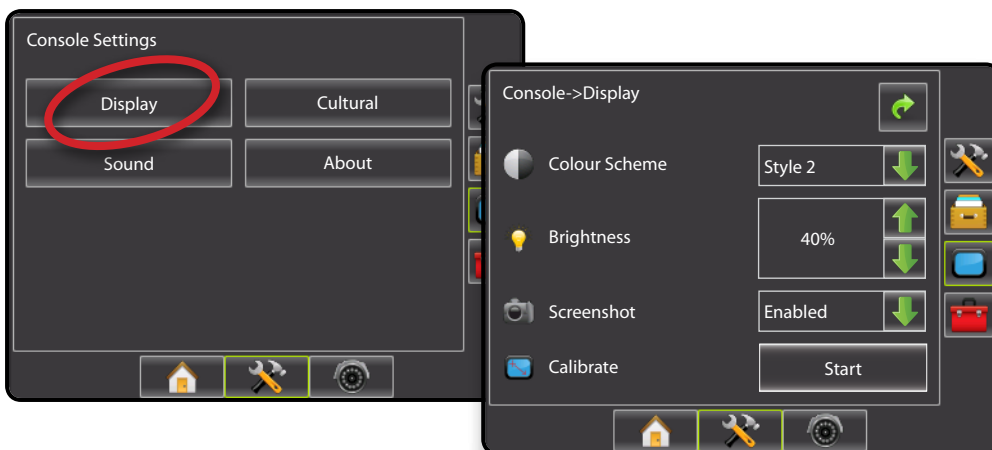 Console Settings
Display
Cultural
Sound
About
Console->Display
Colour Scheme
Style 2
Brightness
40%
Screenshot
Enabled
Calibrate
Start